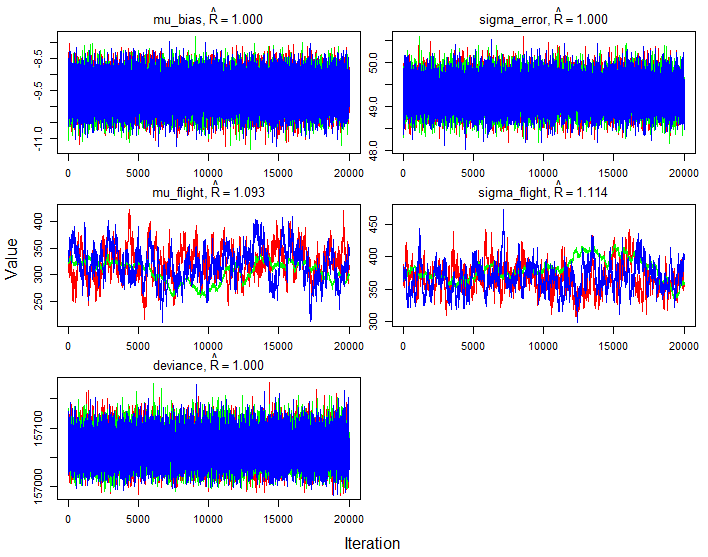 mu_bias, R̂ = 1.000
-8.5
-9.5
-11.0
0 5000 10000 15000 20000
sigma_error, R̂ = 1.000
50.0
49.0
48.0
0 5000 10000 15000 20000
mu_flight, R̂ = 1.093
400
350
300
250
0 5000 10000 15000 20000
sigma_flight, R̂ = 1.114
450
400
350
300
0 5000 10000 15000 20000
deviance, R̂ = 1.000
157100
157000
0 5000 10000 15000 20000
Value
Iteration